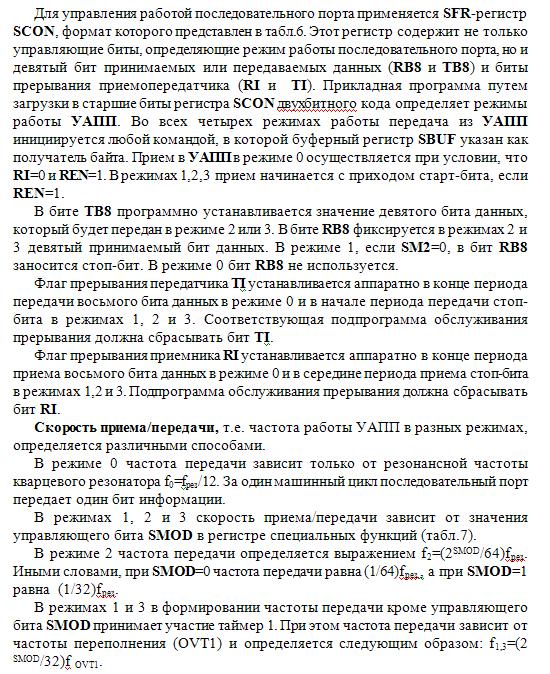 Для управления работой последовательного порта применяется SFR-регистр
SCON, формат которого представлен в табл.6. Этот регистр содержит не только
управляющие биты, определяющие режим работы последовательного порта, но и
девятый бит принимаемых или передаваемых данных (RB8 и TB8) и биты
прерывания приемопередатчика (RI и TI). Прикладная программа путем
загрузки в старшие биты регистра SCON двухбитного кода определяет режимы
работы УАПП. Во всех четырех режимах работы передача из УАПП
инициируется любой командой, в которой буферный регистр SBUF указан как
получатель байта. Прием в УАПП в режиме 0 осуществляется при условии, что
RI=0 и REN=1. В режимах 1,2,3 прием начинается с приходом старт-бита, если
REN=1.
В бите TB8 программно устанавливается значение девятого бита данных,
который будет передан в режиме 2 или 3. В бите RB8 фиксируется в режимах 2 и
3 девятый принимаемый бит данных. В режиме 1, если SM2=0, в бит RB8
заносится стоп-бит. В режиме 0 бит RB8 не используется.
Флаг прерывания передатчика TI устанавливается аппаратно в конце периода
передачи восьмого бита данных в режиме 0 и в начале периода передачи стоп-
бита в режимах 1, 2 и 3. Соответствующая подпрограмма обслуживания
прерывания должна сбрасывать бит TI.
Флаг прерывания приемника RI устанавливается аппаратно в конце периода
приема восьмого бита данных в режиме 0 и в середине периода приема стоп-бита
в режимах 1,2 и 3. Подпрограмма обслуживания прерывания должна сбрасывать
бит RI.
Скорость приема/передачи, т.е. частота работы УАПП в разных режимах,
определяется различными способами.
В режиме 0 частота передачи зависит только от резонансной частоты
кварцевого резонатора f0=fрез/12. За один машинный цикл последовательный порт
передает один бит информации.
В режимах 1, 2 и 3 скорость приема/передачи зависит от значения
управляющего бита SMOD в регистре специальных функций (табл.7).
В режиме 2 частота передачи определяется выражением f2=(2SMOD/64)fрез.
Иными словами, при SMOD=0 частота передачи равна (1/64)fрез., а при SMOD=1
равна (1/32)fрез.
В режимах 1 и 3 в формировании частоты передачи кроме управляющего
бита SMOD принимает участие таймер 1. При этом частота передачи зависит от
частоты переполнения (OVT1) и определяется следующим образом: f1,3=(2
SMOD/32)f OVT1.